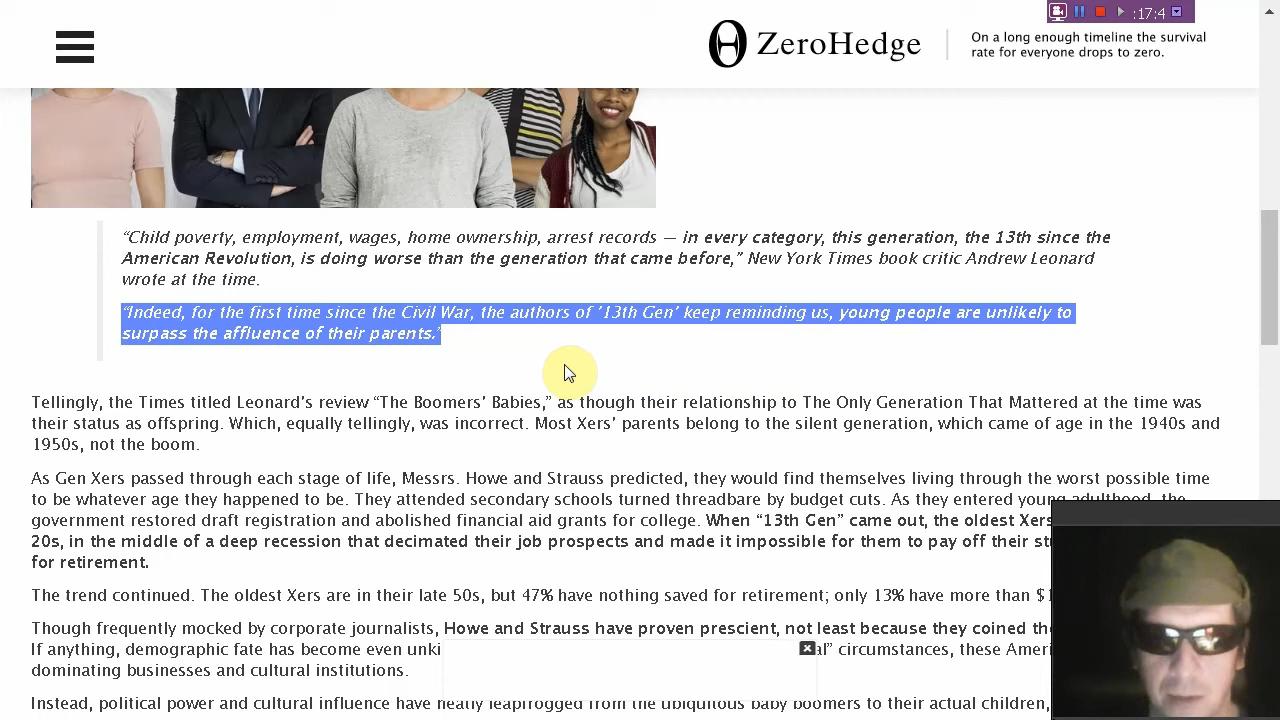 :17:4
ZeroHedge
On a long enough timeline the survival
rate for everyone drops to zero.
“Child poverty, employment, wages, home ownership, arrest records — in every category, this generation, the 13th since the
American Revolution, is doing worse than the generation that came before,” New York Times book critic Andrew Leonard
wrote at the time.
“Indeed, for the first time since the Civil War, the authors of ’13th Gen’ keep reminding us, young people are unlikely to
surpass the affluence of their parents.”
Tellingly, the Times titled Leonard’s review “The Boomers’ Babies,” as though their relationship to The Only Generation That Mattered at the time was
their status as offspring. Which, equally tellingly, was incorrect. Most Xers’ parents belong to the silent generation, which came of age in the 1940s and
1950s, not the boom.
As Gen Xers passed through each stage of life, Messrs. Howe and Strauss predicted, they would find themselves living through the worst possible time
to be whatever age they happened to be. They attended secondary schools turned threadbare by budget cuts. As they entered young adulthood, the
government restored draft registration and abolished financial aid grants for college. When “13th Gen” came out, the oldest Xers
20s, in the middle of a deep recession that decimated their job prospects and made it impossible for them to pay off their
for retirement.
The trend continued. The oldest Xers are in their late 50s, but 47% have nothing saved for retirement; only 13% have more than
Though frequently mocked by corporate journalists, Howe and Strauss have proven prescient, not least because they coined
If anything, demographic fate has become even circumstances, these
dominating businesses and cultural institutions.
Instead, political power and cultural influence have neatly leapfrogged from the ubiquitous baby boomers to their actual children,